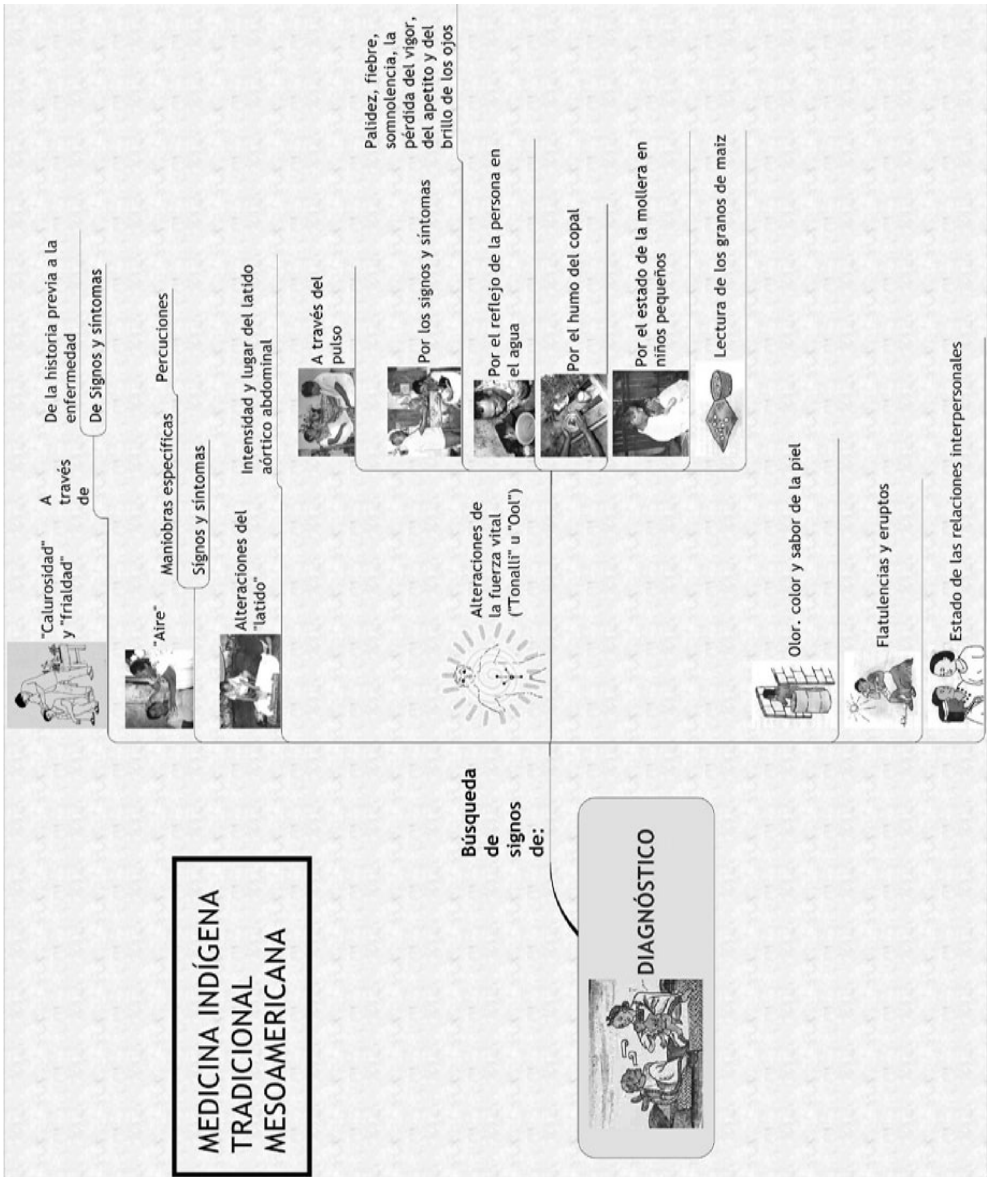 MEDICINA INDÍGENA
TRADICIONAL
MESOAMERICANA
DIAGNÓSTICO
Búsqueda
de
signos
de:
"Calurosidad"
y "frialdad"
A
través
de
De la historia previa a la
enfermedad
De Signos y síntomas
"Aire"
Maniobras específicas
Percuciones
Signos y síntomas
Alteraciones del
"latido"
Intensidad y lugar del latido
aórtico abdominal
Alteraciones de
la fuerza vital
("Tonalli" u "Ool")
A través del
pulso
Por los signos y síntomas
Palidez, fiebre,
somnolencia, la
pérdida del vigor,
del apetito y del
brillo de los ojos
Por el reflejo de la persona en
el agua
Por el humo del copal
Por el estado de la mollera en
niños pequeños
Lectura de los granos de maiz
Olor. color y sabor de la piel
Flatulencias y eruptos
Estado de las relaciones interpersonales